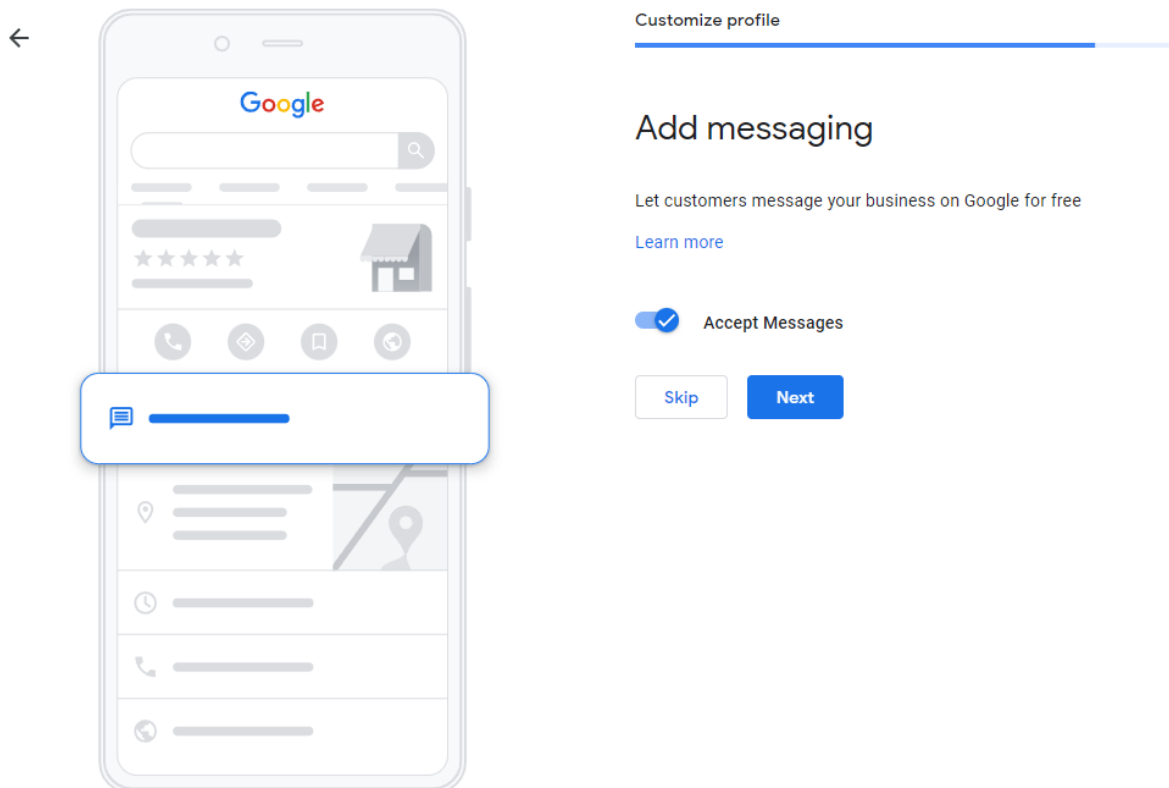 Customize profile
Google
Add messaging
Let customers message your business on Google for free
Learn more
Accept Messages
Skip
Next